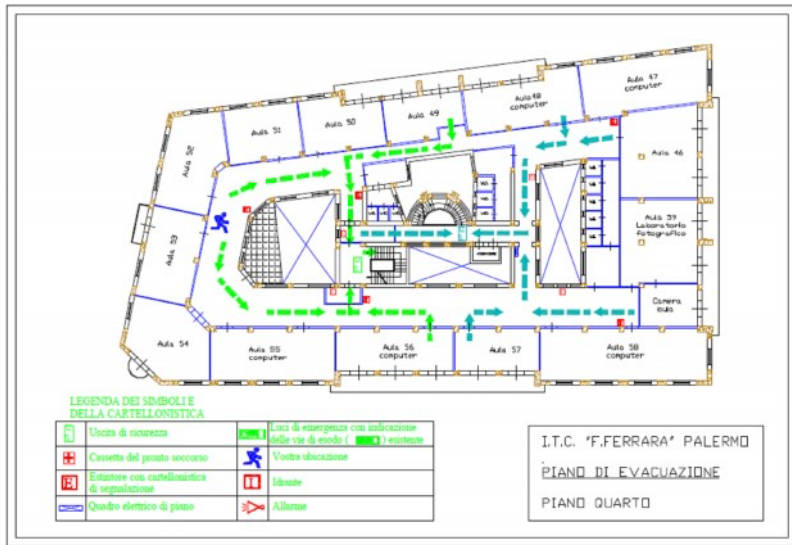 Aula 47
computer
Aula48
computer
Aula 49
Aula 50
Aula 51
Aula 52
Aula 46
Aula 53
Aula 39
Laboratorio
fotografico
Camera
buia
Aula 54
Aula 55
computer
Aula 56
computer
Aula 57
Aula 58
computer
LEGENDA DEI SIMBOLI E
DELLA CARTELLONISTICA
Uscita di sicurezza
Luci di emergenza con indicazione
delle vie di esodo ( ) esistente
Cassetta del pronto soccorso
Vostra ubicazione
E
Estintore con cartellonistica
di segnalazione
I
Idrante
Quadro elettrico di piano
Allarme
I.T.C. "F.FERRARA" PALERMO
PIANO DI EVACUAZIONE
PIANO QUARTO